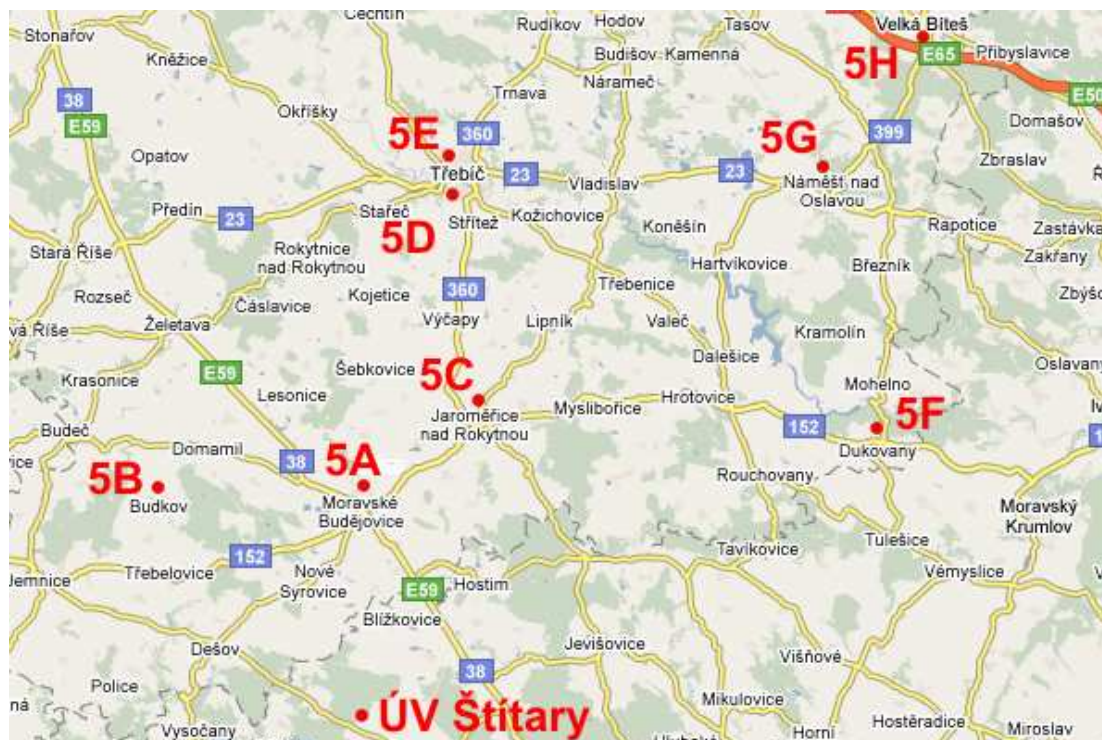 Čechtín
Rudíkov
Hodov
Tasov
Velká Bíteš
Stonařov
Kněžice
Budišov
Kamenná
5H
E65
Přibyslavice
Nárameč
Trnava
38
E59
Okříšky
E50
Domašov
5E
360
399
Opatov
5G
Zbraslav
Třebíč
23
Vladislav
23
Náměšť nad
Oslavou
Předín
23
Stařeč
5D
Střítež
Kožichovice
Koněšín
Rapotice
Zastávka
Stará Říše
Rokytnice
nad Rokytnou
Hartvíkovice
Březník
Zakřany
Rozseč
Čáslavice
Kojetice
360
Třebenice
Zbýšo
vá Říše
Želetava
Výčapy
Lipník
Valeč
Kramolín
Dalešice
Oslavany
Krasonice
E59
Šebkovice
5C
Mohelno
Lesonice
Jaroměřice
nad Rokytnou
Myslibořice
Hrotovice
5F
Budeč
152
Domamil
38
5A
Dukovany
5B
Rouchovany
Budkov
Moravské
Budějovice
Moravský
Krumlov
152
Tavíkovice
Tulešice
Jemnice
Třebelovice
Nové
Syrovice
E59
Hostim
Vémyslice
Blížkovice
Dešov
Jevišovice
Višňové
38
Police
Mikulovice
ná
ÚV Štítary
Vysočany
Horní
Hostěradice
Miroslav